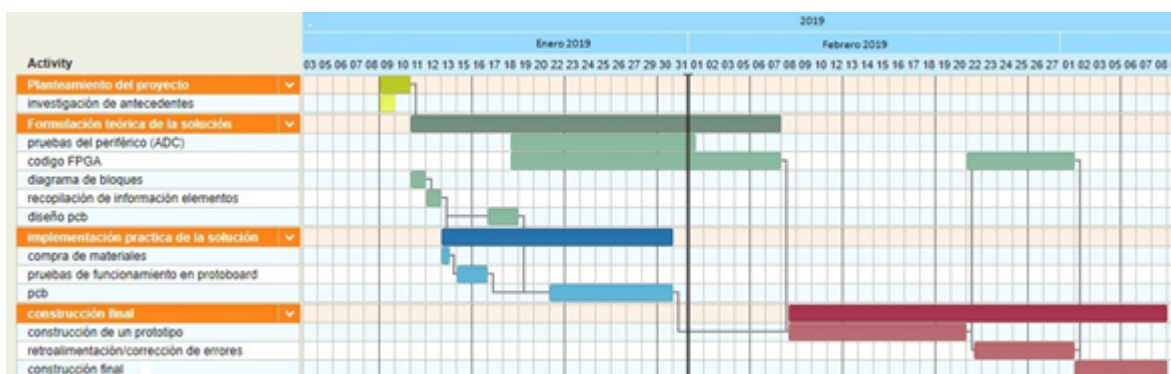 2019
Enero 2019 Febrero 2019
Activity 03 05 06 07 08 09 10 11 12 13 15 16 17 18 19 20 22 23 24 25 26 27 29 30 31 01 02 03 05 06 07 08 09 10 12 13 14 15 16 17 19 20 21 22 23 24 26 27 01 02 03 05 06 07 08
Planteamiento del proyecto
investigación de antecedentes
Formulación teórica de la solución
pruebas del periférico (ADC)
codigo FPGA
diagrama de bloques
recopilación de información elementos
diseño pcb
implementación practica de la solución
compra de materiales
pruebas de funcionamiento en protoboard
pcb
construcción final
construcción de un prototipo
retroalimentación/corrección de errores
construcción final